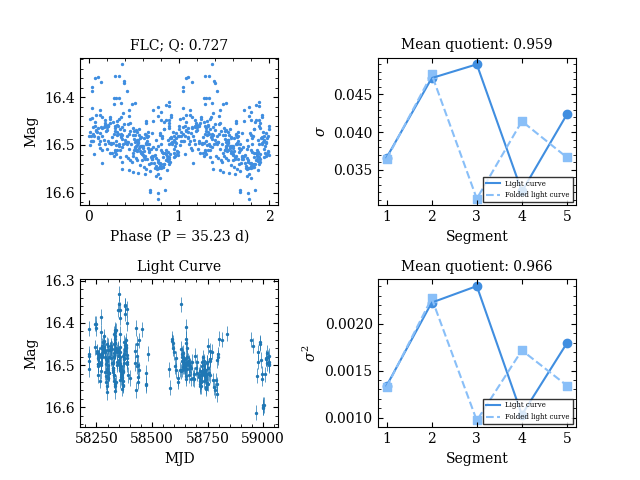 FLC; Q: 0.727
Mag
16.4
16.5
16.6
0
1
2
Phase (P = 35.23 d)
Mean quotient: 0.959
σ
0.045
0.040
0.035
1
2
3
4
5
Segment
Light curve
Folded light curve
Light Curve
Mag
16.3
16.4
16.5
16.6
58250
58500
58750
59000
MJD
Mean quotient: 0.966
σ²
0.0020
0.0015
0.0010
1
2
3
4
5
Segment
Light curve
Folded light curve